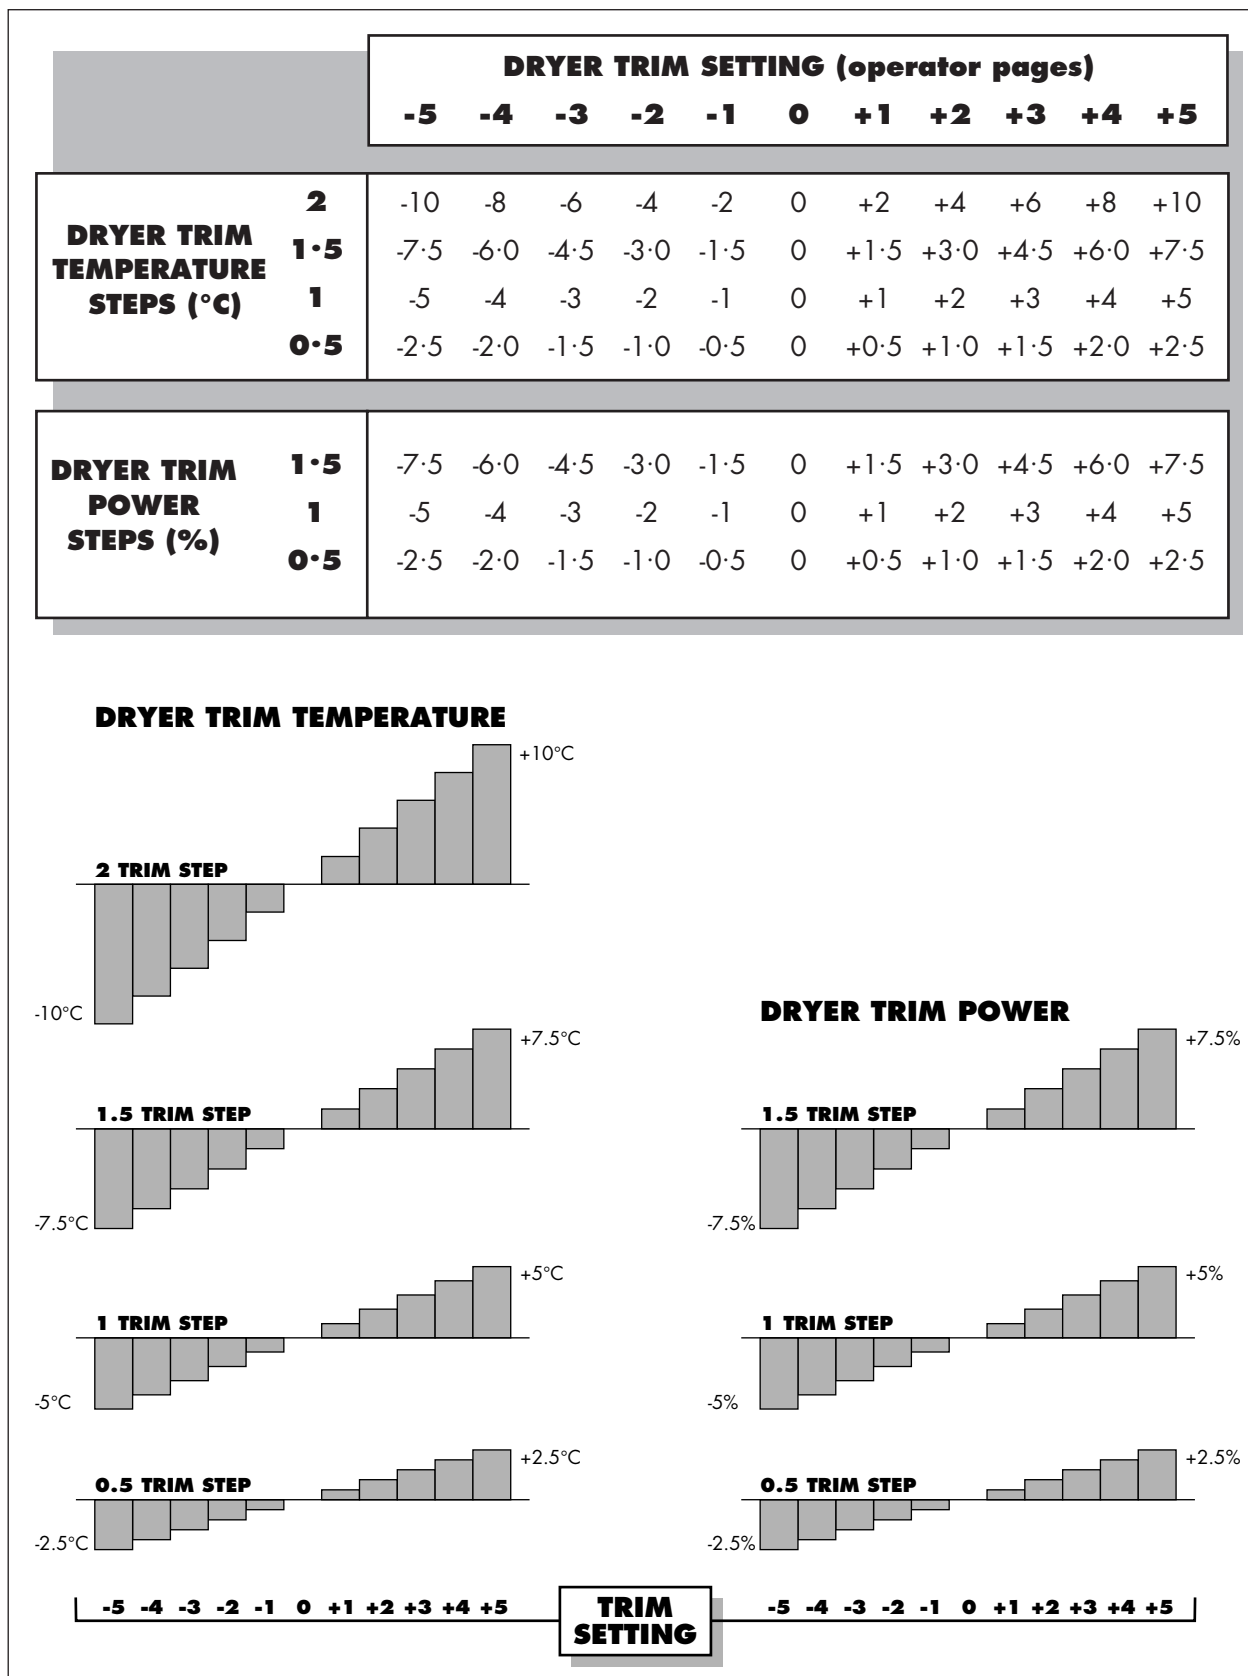 DRYER TRIM SETTING (operator pages)
-5 -4 -3 -2 -1 0 +1 +2 +3 +4 +5
DRYER TRIM
TEMPERATURE
STEPS (°C)
2 -10 -8 -6 -4 -2 0 +2 +4 +6 +8 +10
1·5 -7·5 -6·0 -4·5 -3·0 -1·5 0 +1·5 +3·0 +4·5 +6·0 +7·5
1 -5 -4 -3 -2 -1 0 +1 +2 +3 +4 +5
0·5 -2·5 -2·0 -1·5 -1·0 -0·5 0 +0·5 +1·0 +1·5 +2·0 +2·5
DRYER TRIM
POWER
STEPS (%)
1·5 -7·5 -6·0 -4·5 -3·0 -1·5 0 +1·5 +3·0 +4·5 +6·0 +7·5
1 -5 -4 -3 -2 -1 0 +1 +2 +3 +4 +5
0·5 -2·5 -2·0 -1·5 -1·0 -0·5 0 +0·5 +1·0 +1·5 +2·0 +2·5
DRYER TRIM TEMPERATURE
+10°C
2 TRIM STEP
-10°C
+7.5°C
1.5 TRIM STEP
-7.5°C
+5°C
1 TRIM STEP
-5°C
+2.5°C
0.5 TRIM STEP
-2.5°C
DRYER TRIM POWER
+7.5%
1.5 TRIM STEP
-7.5%
+5%
1 TRIM STEP
-5%
+2.5%
0.5 TRIM STEP
-2.5%
-5 -4 -3 -2 -1 0 +1 +2 +3 +4 +5
TRIM
SETTING
-5 -4 -3 -2 -1 0 +1 +2 +3 +4 +5